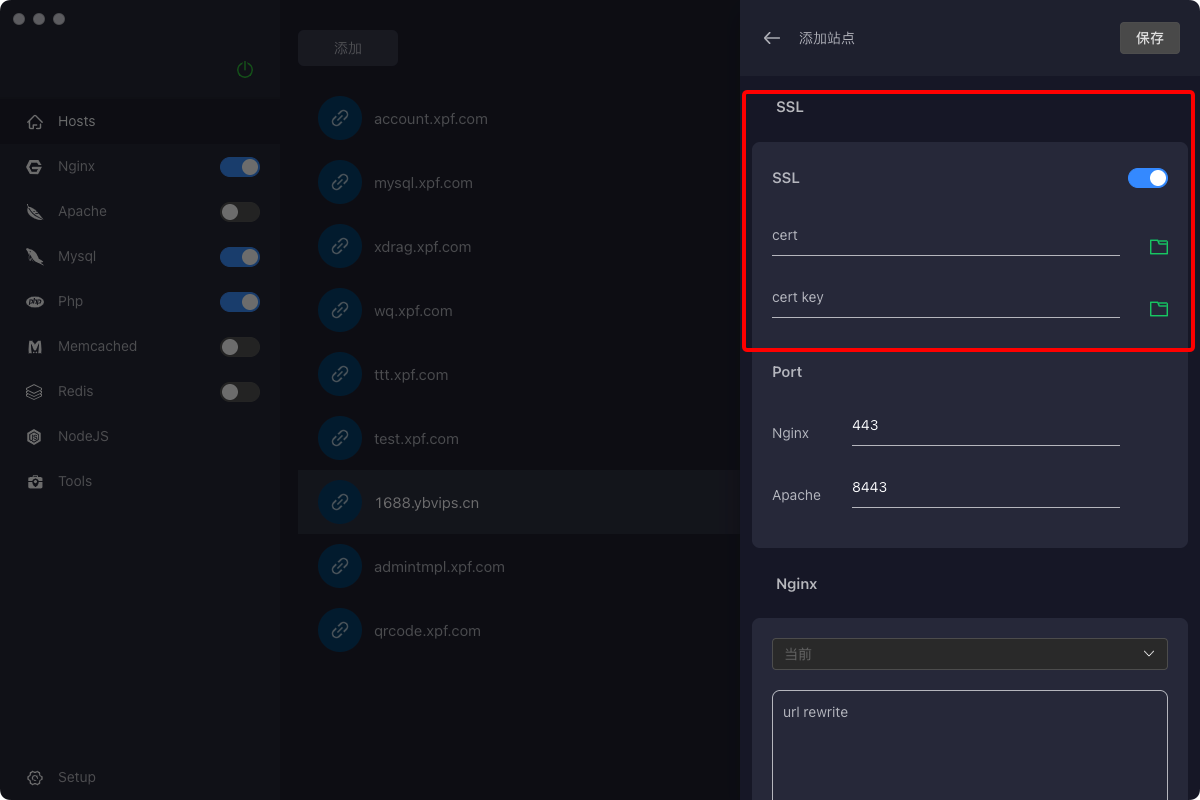 Hosts
Nginx
Apache
Mysql
php
Php
Memcached
Redis
NodeJS
Tools
Setup
添加
account.xpf.com
mysql.xpf.com
xdrag.xpf.com
wq.xpf.com
ttt.xpf.com
test.xpf.com
1688.ybvips.cn
admintmpl.xpf.com
qrcode.xpf.com
添加站点
保存
SSL
SSL
cert
cert key
Port
Nginx
443
Apache
8443
Nginx
当前
url rewrite